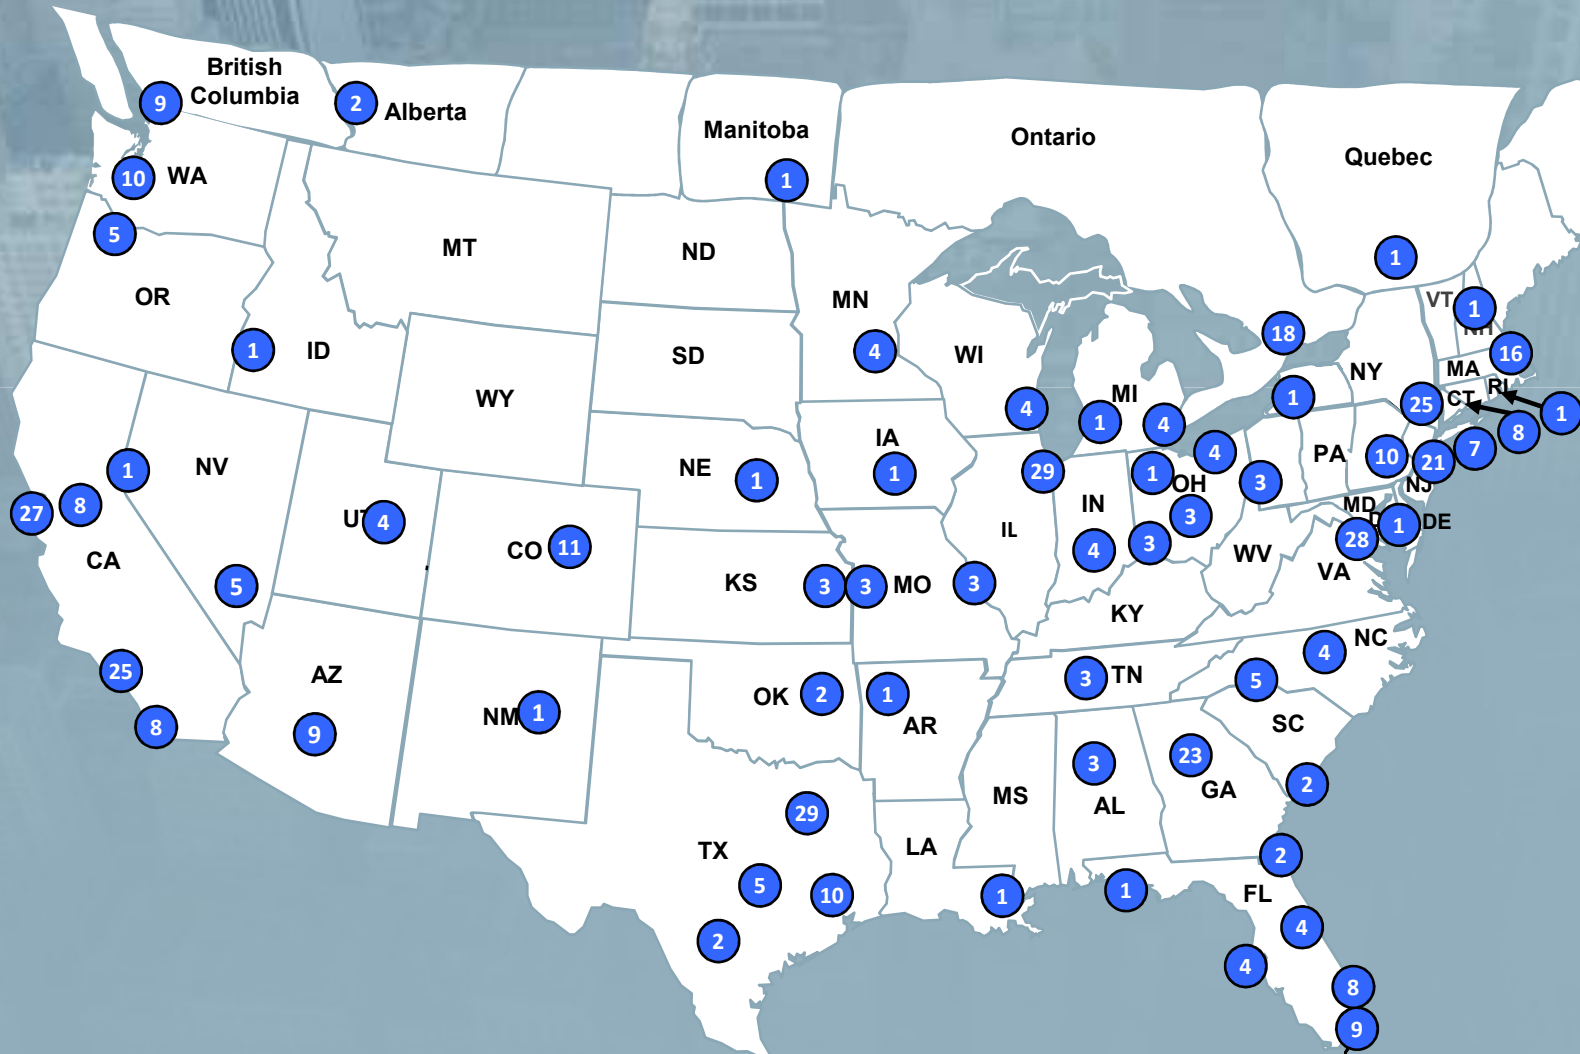 British
Columbia
9
2
Alberta
Manitoba
1
Ontario
Quebec
1
10
WA
5
OR
1
ID
MT
ND
MN
4
SD
WY
WI
4
MI
1
4
18
VT
1
NH
16
MA
NY
1
25
CT
RI
1
8
7
21
NJ
10
PA
3
4
1
OH
3
3
IN
4
29
IL
IA
1
NE
1
NV
1
8
27
CA
5
UT
4
CO
11
KS
3
3
MO
3
KY
WV
MD
D
1
DE
28
VA
25
8
AZ
9
NM
1
OK
2
1
AR
3
TN
4
NC
5
SC
2
23
GA
3
AL
MS
LA
1
29
TX
5
10
2
1
2
FL
4
4
8
9